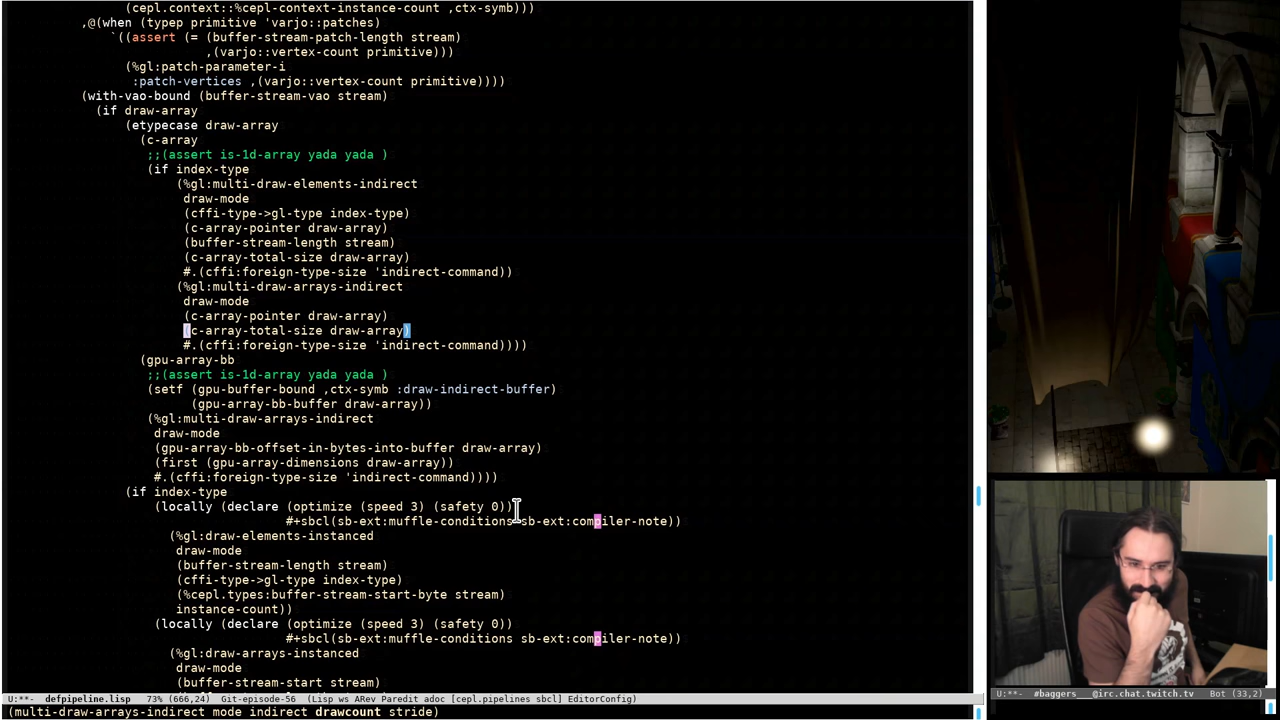 (cepl.context::%cepl-context-instance-count ,ctx-symb)))
,@(when (typep primitive 'varjo::patches)
`((assert (= (buffer-stream-patch-length stream)
,(varjo::vertex-count primitive)))
(%gl:patch-parameter-i
:patch-vertices ,(varjo::vertex-count primitive))))
(with-vao-bound (buffer-stream-vao stream)
(if draw-array
(etypecase draw-array
(c-array
;;(assert is-1d-array yada yada )
(if index-type
(%gl:multi-draw-elements-indirect
draw-mode
(cffi-type->gl-type index-type)
(c-array-pointer draw-array)
(buffer-stream-length stream)
(c-array-total-size draw-array)
#.(cffi:foreign-type-size 'indirect-command))
(%gl:multi-draw-arrays-indirect
draw-mode
(c-array-pointer draw-array)
(c-array-total-size draw-array)
#.(cffi:foreign-type-size 'indirect-command))))
(gpu-array-bb
;;(assert is-1d-array yada yada )
(setf (gpu-buffer-bound ,ctx-symb :draw-indirect-buffer)
(gpu-array-bb-buffer draw-array))
(%gl:multi-draw-arrays-indirect
draw-mode
(gpu-array-bb-offset-in-bytes-into-buffer draw-array)
(first (gpu-array-dimensions draw-array))
#.(cffi:foreign-type-size 'indirect-command))))
(if index-type
(locally (declare (optimize (speed 3) (safety 0))
#+sbcl(sb-ext:muffle-conditions sb-ext:compiler-note))
(%gl:draw-elements-instanced
draw-mode
(buffer-stream-length stream)
(cffi-type->gl-type index-type)
(%cepl.types:buffer-stream-start-byte stream)
instance-count))
(locally (declare (optimize (speed 3) (safety 0))
#+sbcl(sb-ext:muffle-conditions sb-ext:compiler-note))
(%gl:draw-arrays-instanced
draw-mode
(buffer-stream-start stream)
U:**- defpipeline.lisp 73% (666,24) Git-episode-56 (Lisp ws ARev Paredit adoc [cepl.pipelines sbcl] EditorConfig)
U:**- #baggers__@irc.chat.twitch.tv Bot (33,2)
(multi-draw-arrays-indirect mode indirect drawcount stride)